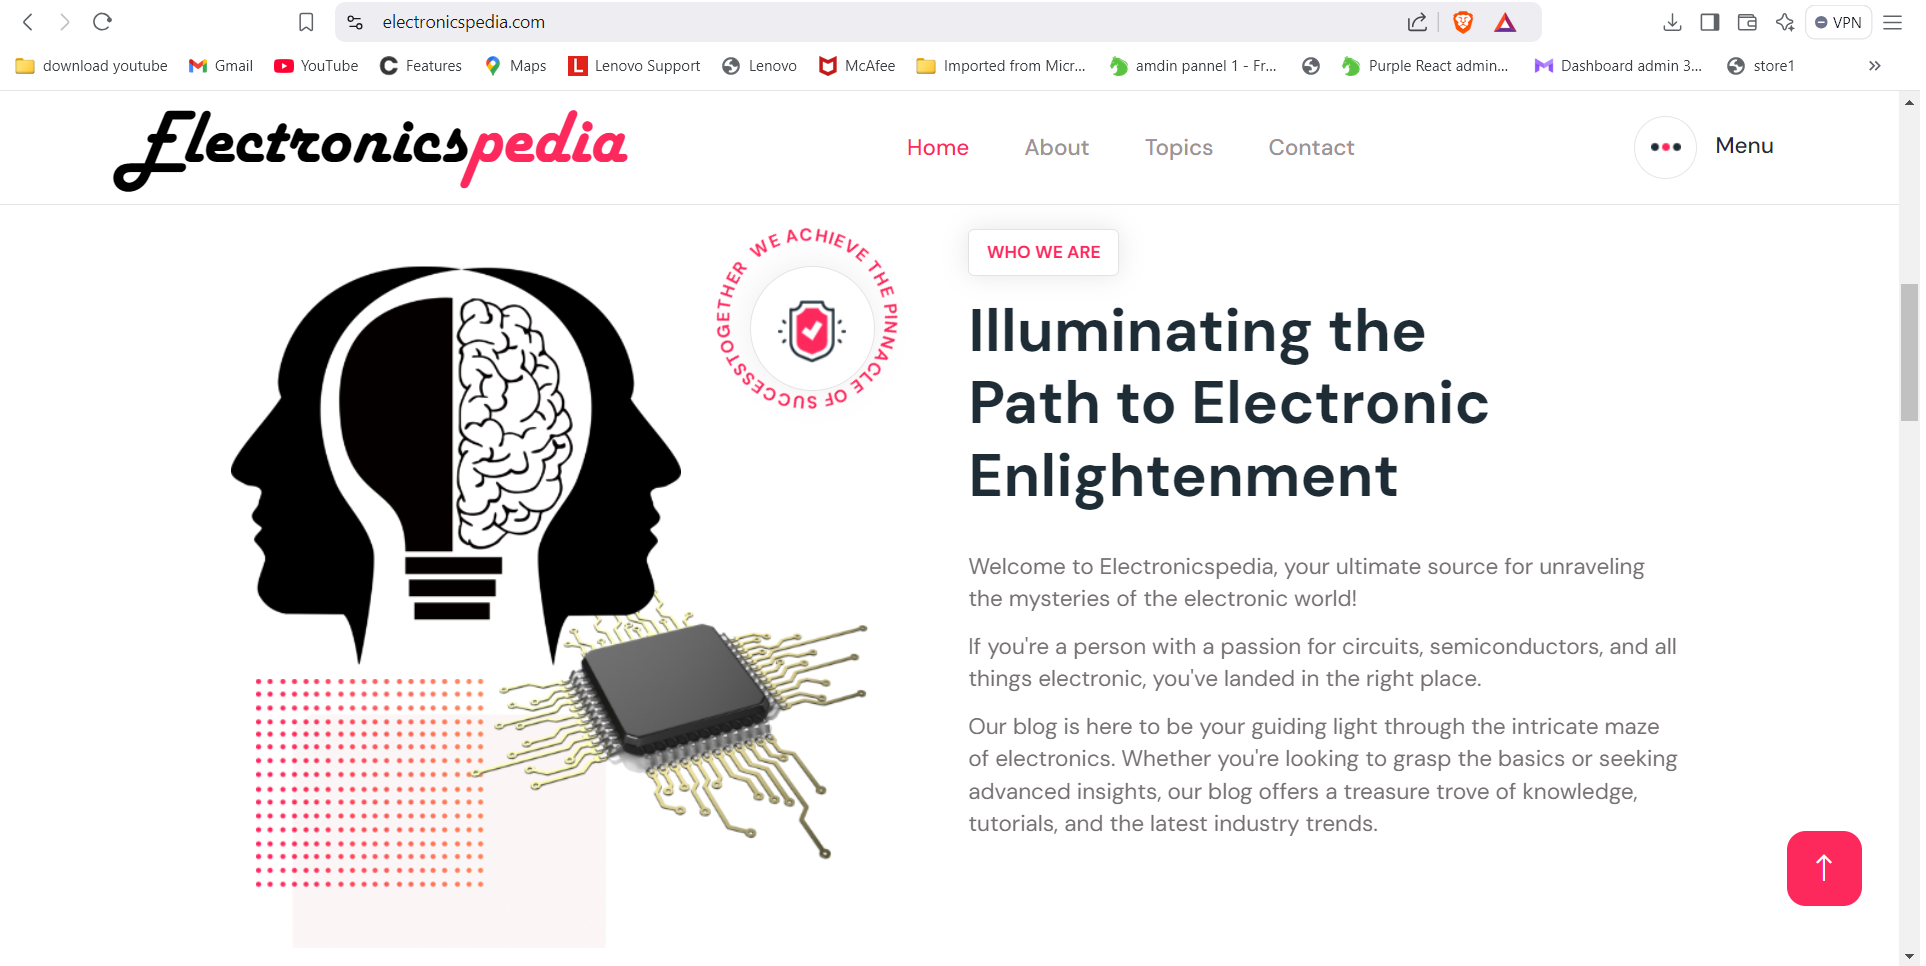 electronicspedia.com
VPN
download youtube
Gmail
YouTube
Features
Maps
Lenovo Support
Lenovo
McAfee
Imported from Micr...
amdin pannel 1 - Fr...
Purple React admin...
Dashboard admin 3...
store1
Electronicspedia
Home
About
Topics
Contact
Menu
WE ACHIEVE THE PINNACLE OF SUCCESSTOGETHER
WHO WE ARE
Illuminating the
Path to Electronic
Enlightenment
Welcome to Electronicspedia, your ultimate source for unraveling
the mysteries of the electronic world!
If you're a person with a passion for circuits, semiconductors, and all
things electronic, you've landed in the right place.
Our blog is here to be your guiding light through the intricate maze
of electronics. Whether you're looking to grasp the basics or seeking
advanced insights, our blog offers a treasure trove of knowledge,
tutorials, and the latest industry trends.